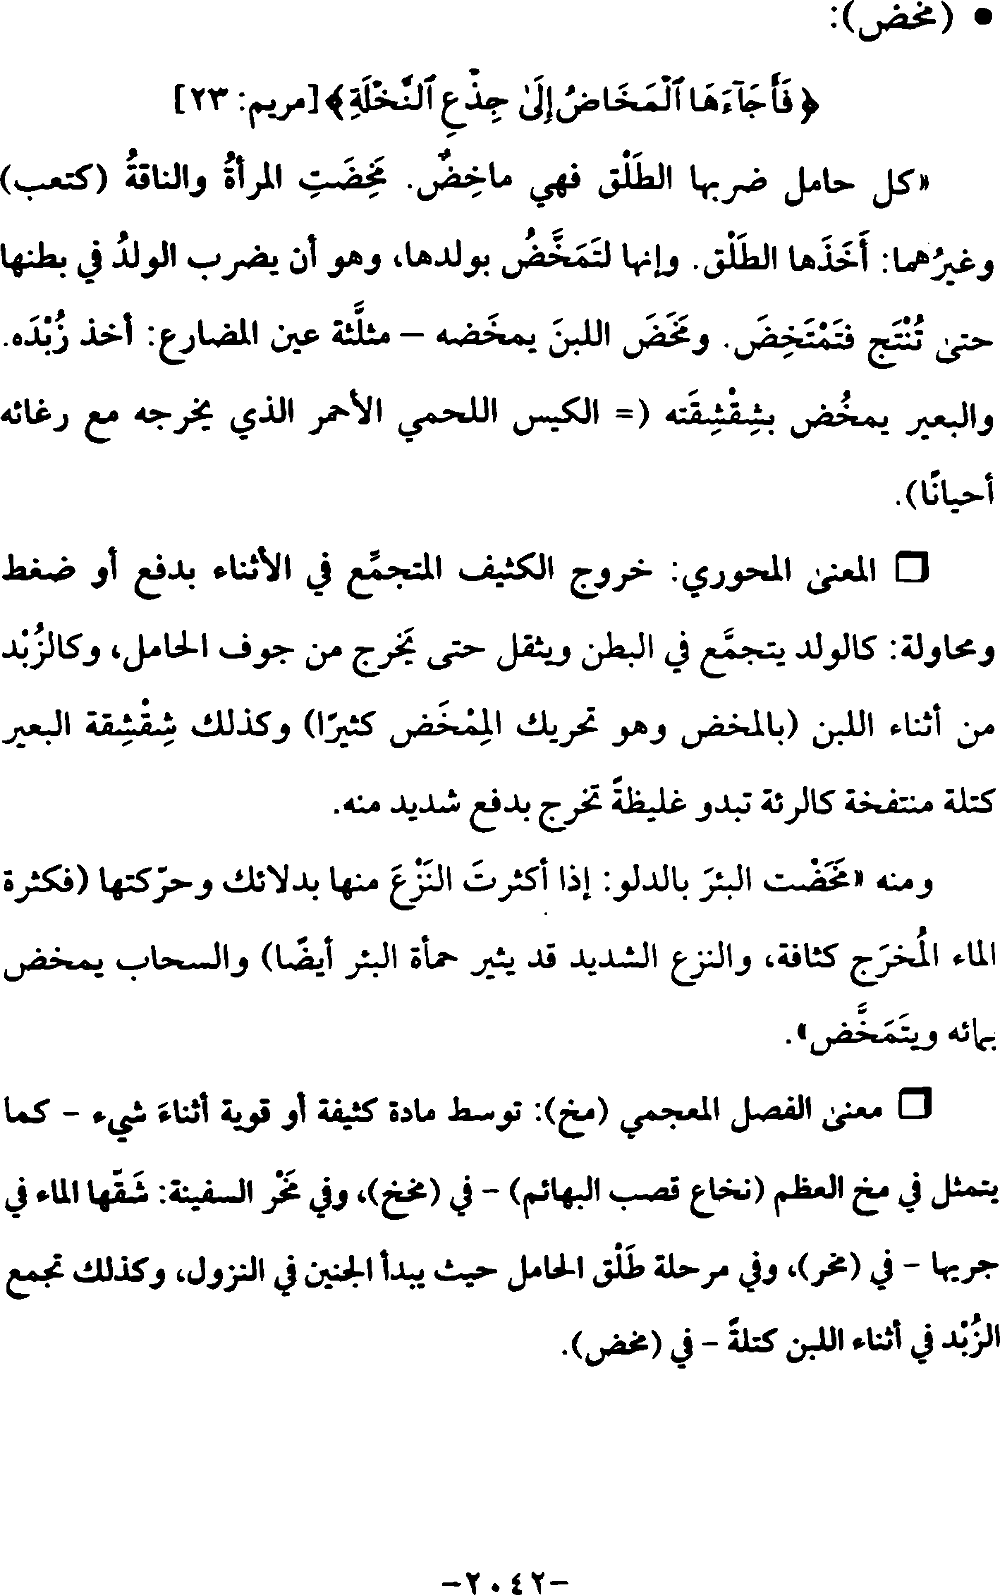 • (مخض):
﴿فَأَجَآءَهَا ٱلْمَخَاضُ إِلَىٰ جِذْعِ ٱلنَّخْلَةِ﴾ [مريم: ٢٣]
«كل حامل ضربها الطَلْق فهي ماخِضٌ. مَخِضَتِ المرأةُ والناقةُ (كتعب)
وغيرُهما: أَخَذَها الطَلْق. وإنها لتَمَخَّضُ بولدها، وهو أن يضرب الولدُ في بطنها
حتىٰ تُنْتَج فتَمْتَخِضَ. ومَخَضَ اللبنَ يمخَضه – مثلَّثة عين المضارع: أخذ زُبْدَه.
والبعير يمخُض بشِقْشِقَته (= الكيس اللحمي الأحمر الذي يخرجه مع رغائه
أحيانًا).
❒ المعنىٰ المحوري: خروج الكثيف المتجمِّع في الأثناء بدفع أو ضغط
ومحاولة: كالولد يتجمَّع في البطن ويثقل حتى يَخرج من جوف الحامل، وكالزُبْد
من أثناء اللبن (بالمخض وهو تحريك المِمْخَض كثيرًا) وكذلك شِقْشِقة البعير
كتلة منتفخة كالرئة تبدو غليظةً تخرج بدفع شديد منه.
ومنه «مَخَضْت البئرَ بالدلو: إذا أكثرتَ النَزْعَ منها بدلائك وحرّكتها (فكثرة
الماء المُخرَج كثافة، والنزع الشديد قد يثير حمأة البئر أيضًا) والسحاب يمخض
بمائه ويتَمَخَّض».
❒ معنىٰ الفصل المعجمي (مخ): توسط مادة كثيفة أو قوية أثناءَ شيء – كما
يتمثل في مخ العظم (نخاع قصب البهائم) – في (مخخ)، وفي مَخْر السفينة: شَقّها الماء في
جريها – في (مخر)، وفي مرحلة طَلْق الحامل حيث يبدأ الجنين في النزول، وكذلك تجمع
الزُبْد في أثناء اللبن كتلةً – في (مخض).
-٢٠٤٢-